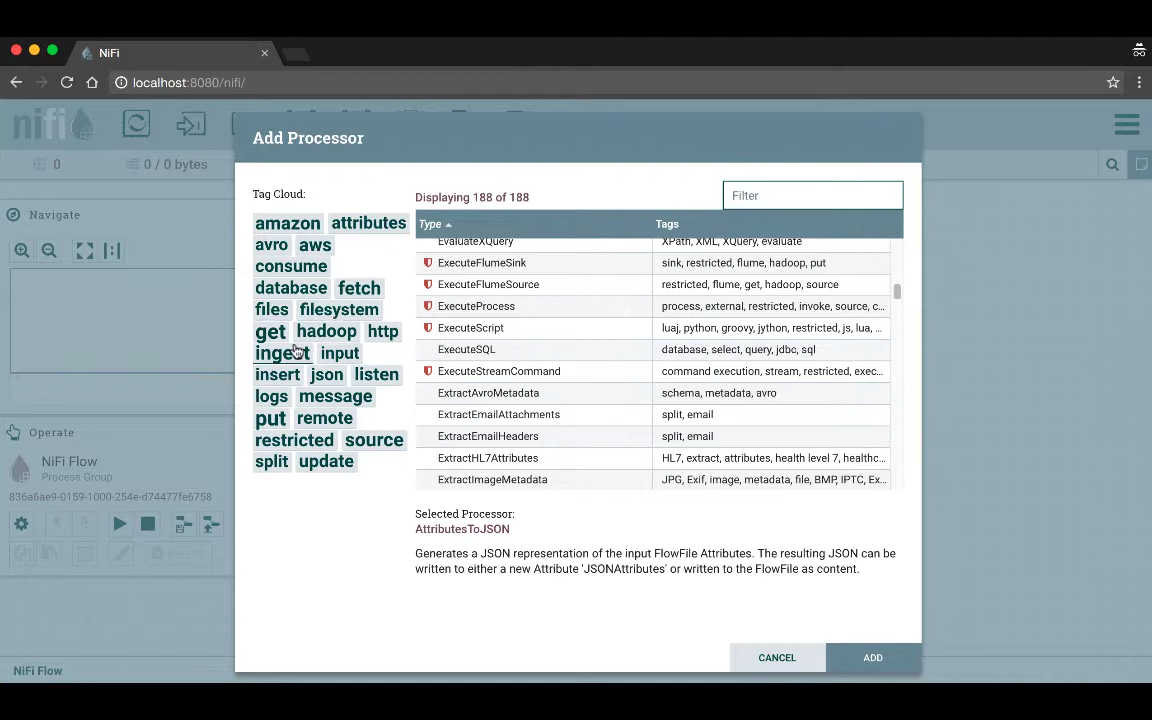 NiFi
localhost:8080/nifi/
nifi
Add Processor
0
0 / 0 bytes
Navigate
Tag Cloud:
amazon attributes
avro aws
consume
database fetch
files filesystem
get hadoop http
ingest input
insert json listen
logs message
put remote
restricted source
split update
Displaying 188 of 188
Filter
Type Tags
EvaluateXQuery XPath, XML, XQuery, evaluate
ExecuteFlumeSink sink, restricted, flume, hadoop, put
ExecuteFlumeSource restricted, flume, get, hadoop, source
ExecuteProcess process, external, restricted, invoke, source, c...
ExecuteScript luaj, python, groovy, jython, restricted, js, lua, ...
ExecuteSQL database, select, query, jdbc, sql
ExecuteStreamCommand command execution, stream, restricted, exec...
ExtractAvroMetadata schema, metadata, avro
ExtractEmailAttachments split, email
ExtractEmailHeaders split, email
ExtractHL7Attributes HL7, extract, attributes, health level 7, healthc...
ExtractImageMetadata JPG, Exif, image, metadata, file, BMP, IPTC, Ex...
Operate
NiFi Flow
Process Group
836a6ae9-0159-1000-254e-d74477fe6758
Selected Processor:
AttributesToJSON
Generates a JSON representation of the input FlowFile Attributes. The resulting JSON can be
written to either a new Attribute 'JSONAttributes' or written to the FlowFile as content.
CANCEL
ADD
NiFi Flow